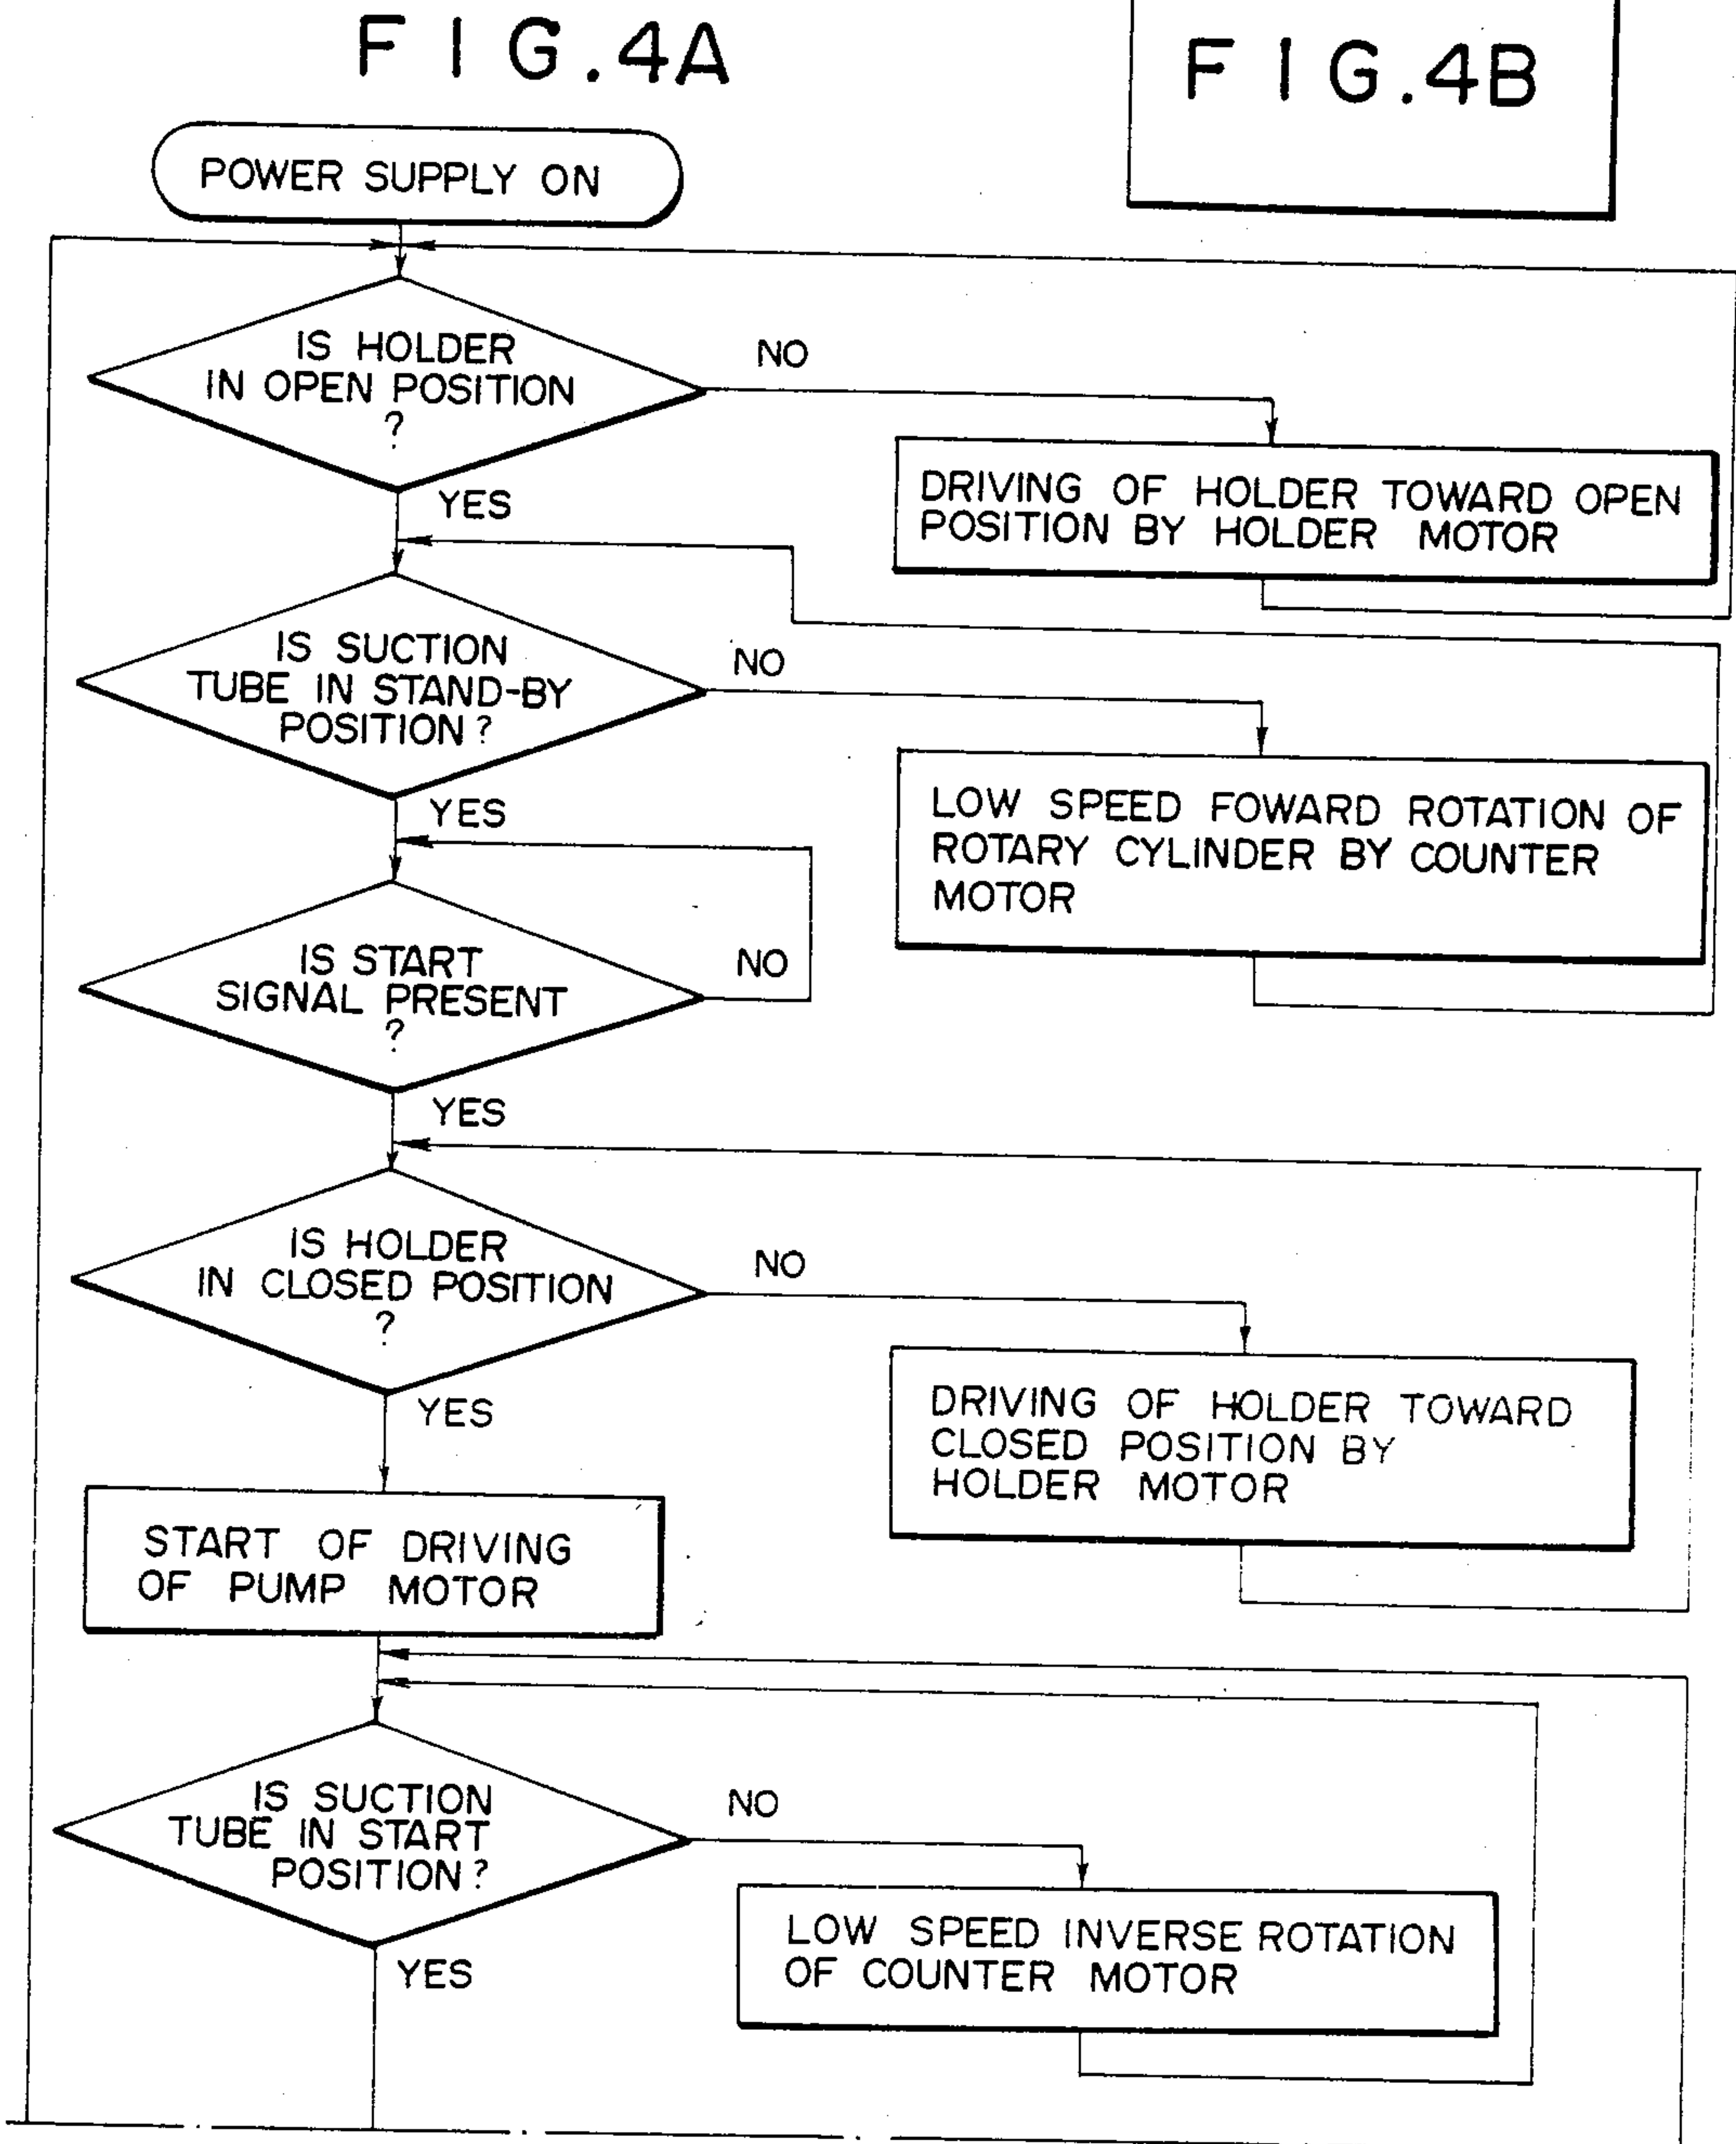 FIG.4A
FIG.4B
POWER SUPPLY ON
IS HOLDER
IN OPEN POSITION
?
NO
YES
DRIVING OF HOLDER TOWARD OPEN
POSITION BY HOLDER MOTOR
IS SUCTION
TUBE IN STAND-BY
POSITION?
NO
YES
LOW SPEED FOWARD ROTATION OF
ROTARY CYLINDER BY COUNTER
MOTOR
IS START
SIGNAL PRESENT
?
NO
YES
IS HOLDER
IN CLOSED POSITION
?
NO
YES
DRIVING OF HOLDER TOWARD
CLOSED POSITION BY
HOLDER MOTOR
START OF DRIVING
OF PUMP MOTOR
IS SUCTION
TUBE IN START
POSITION?
NO
YES
LOW SPEED INVERSE ROTATION
OF COUNTER MOTOR